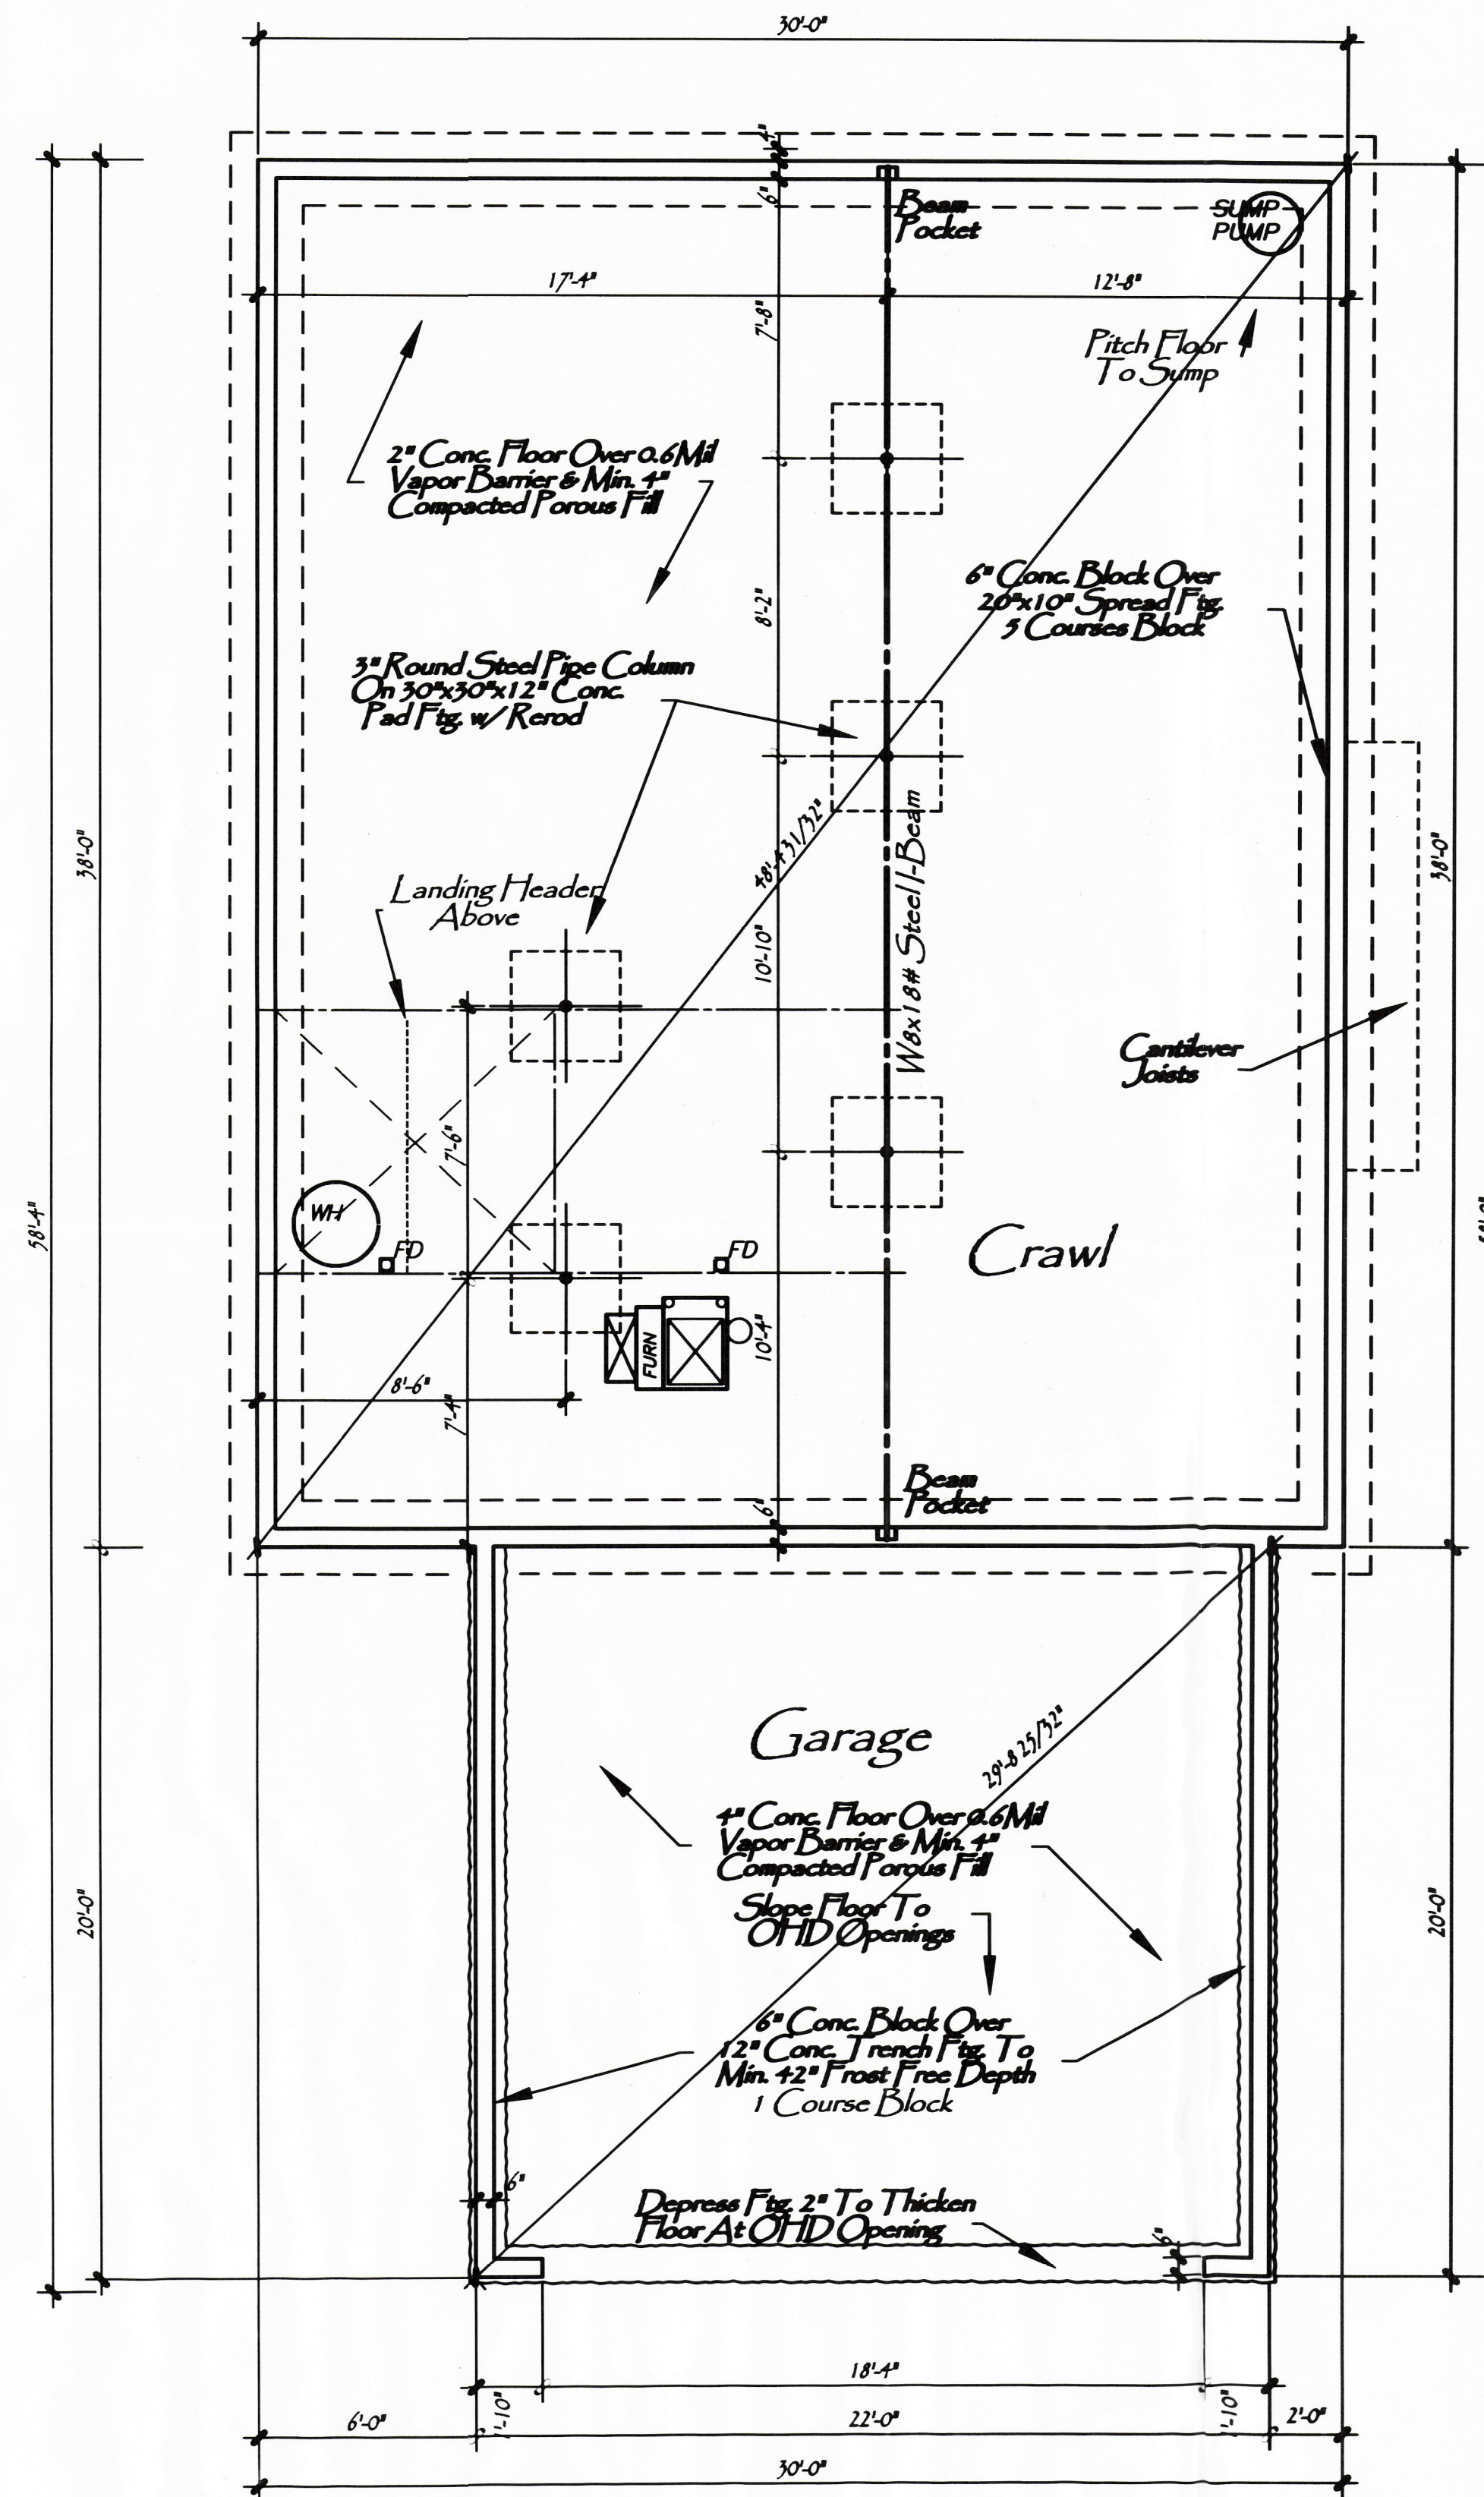 30'-0"
4"
6"
Beam
Pocket
SUMP
PUMP
17'-4"
12'-8"
7'-8"
Pitch Floor
To Sump
2" Conc. Floor Over 0.6Mil
Vapor Barrier & Min. 4"
Compacted Porous Fill
8'-2"
6" Conc. Block Over
20"x10" Spread Ftg.
5 Courses Block
3" Round Steel Pipe Column
On 30"x30"x12" Conc.
Pad Ftg. w/ Rerod
48'-4 31/32"
38'-0"
38'-0"
Landing Header
Above
10'-10"
W8x18# Steel I-Beam
Cantilever
Joists
7'-6"
WH
FD
FD
Crawl
58'-4"
FURN
10'-4"
8'-6"
7'-4"
Beam
Pocket
6"
Garage
29'-8 25/32"
4" Conc. Floor Over 0.6Mil
Vapor Barrier & Min. 4"
Compacted Porous Fill
Slope Floor To
OHD Openings
20'-0"
20'-0"
6" Conc. Block Over
12" Conc. Trench Ftg. To
Min. 42" Frost Free Depth
1 Course Block
6"
Depress Ftg. 2" To Thicken
Floor At OHD Opening
6"
18'-4"
1'-10"
1'-10"
6'-0"
22'-0"
2'-0"
30'-0"